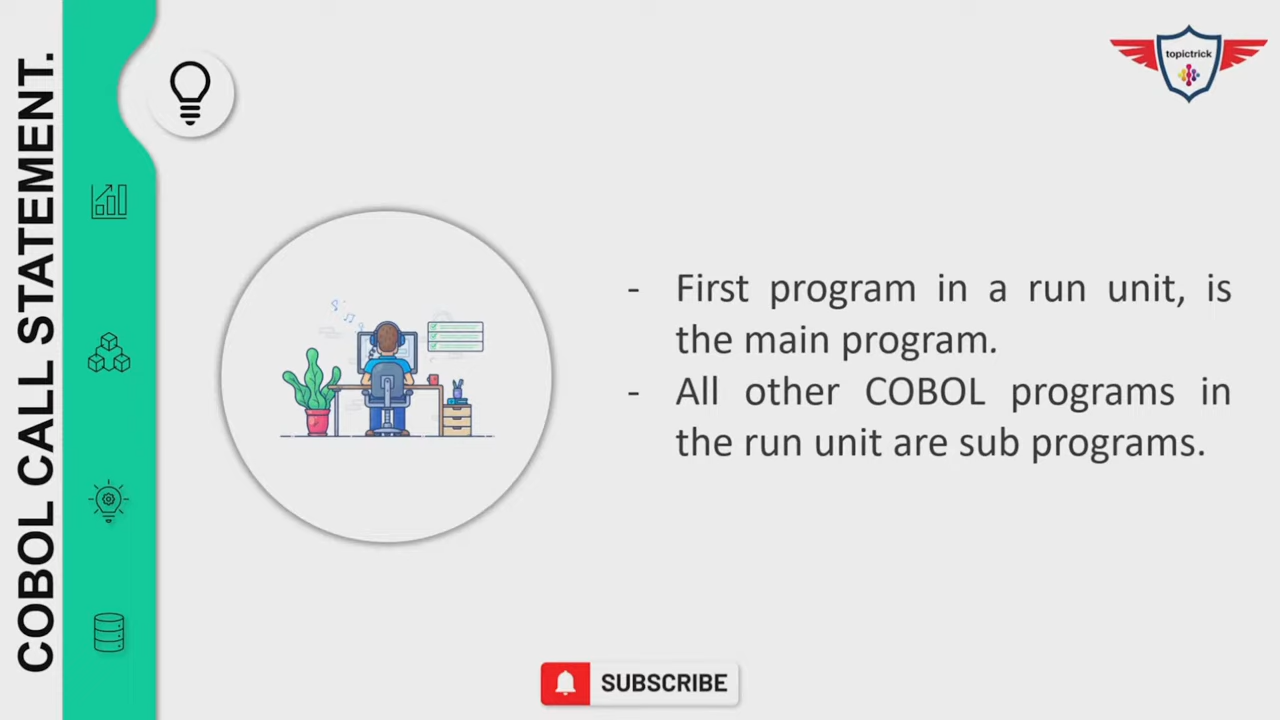 COBOL CALL STATEMENT.
topictrick
- First program in a run unit, is
the main program.
- All other COBOL programs in
the run unit are sub programs.
SUBSCRIBE